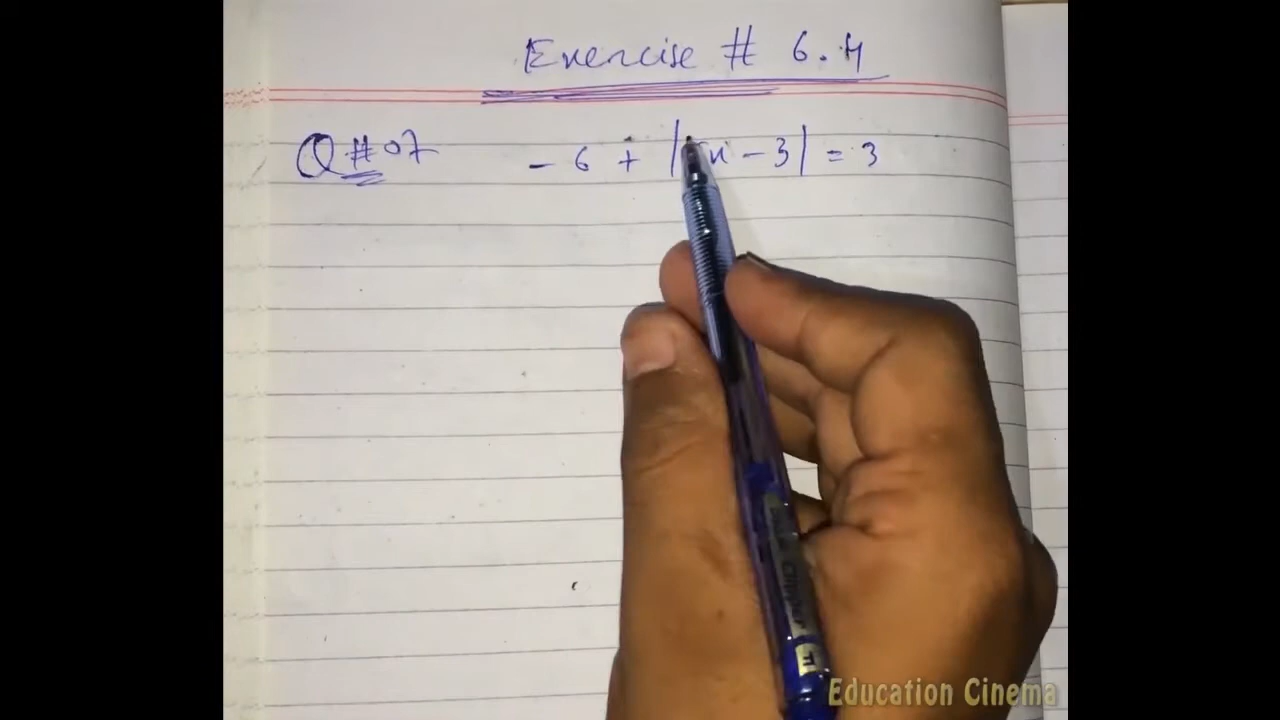 Exercise # 6.4
Q # 07 - 6 + | x - 3 | = 3
Education Cinema